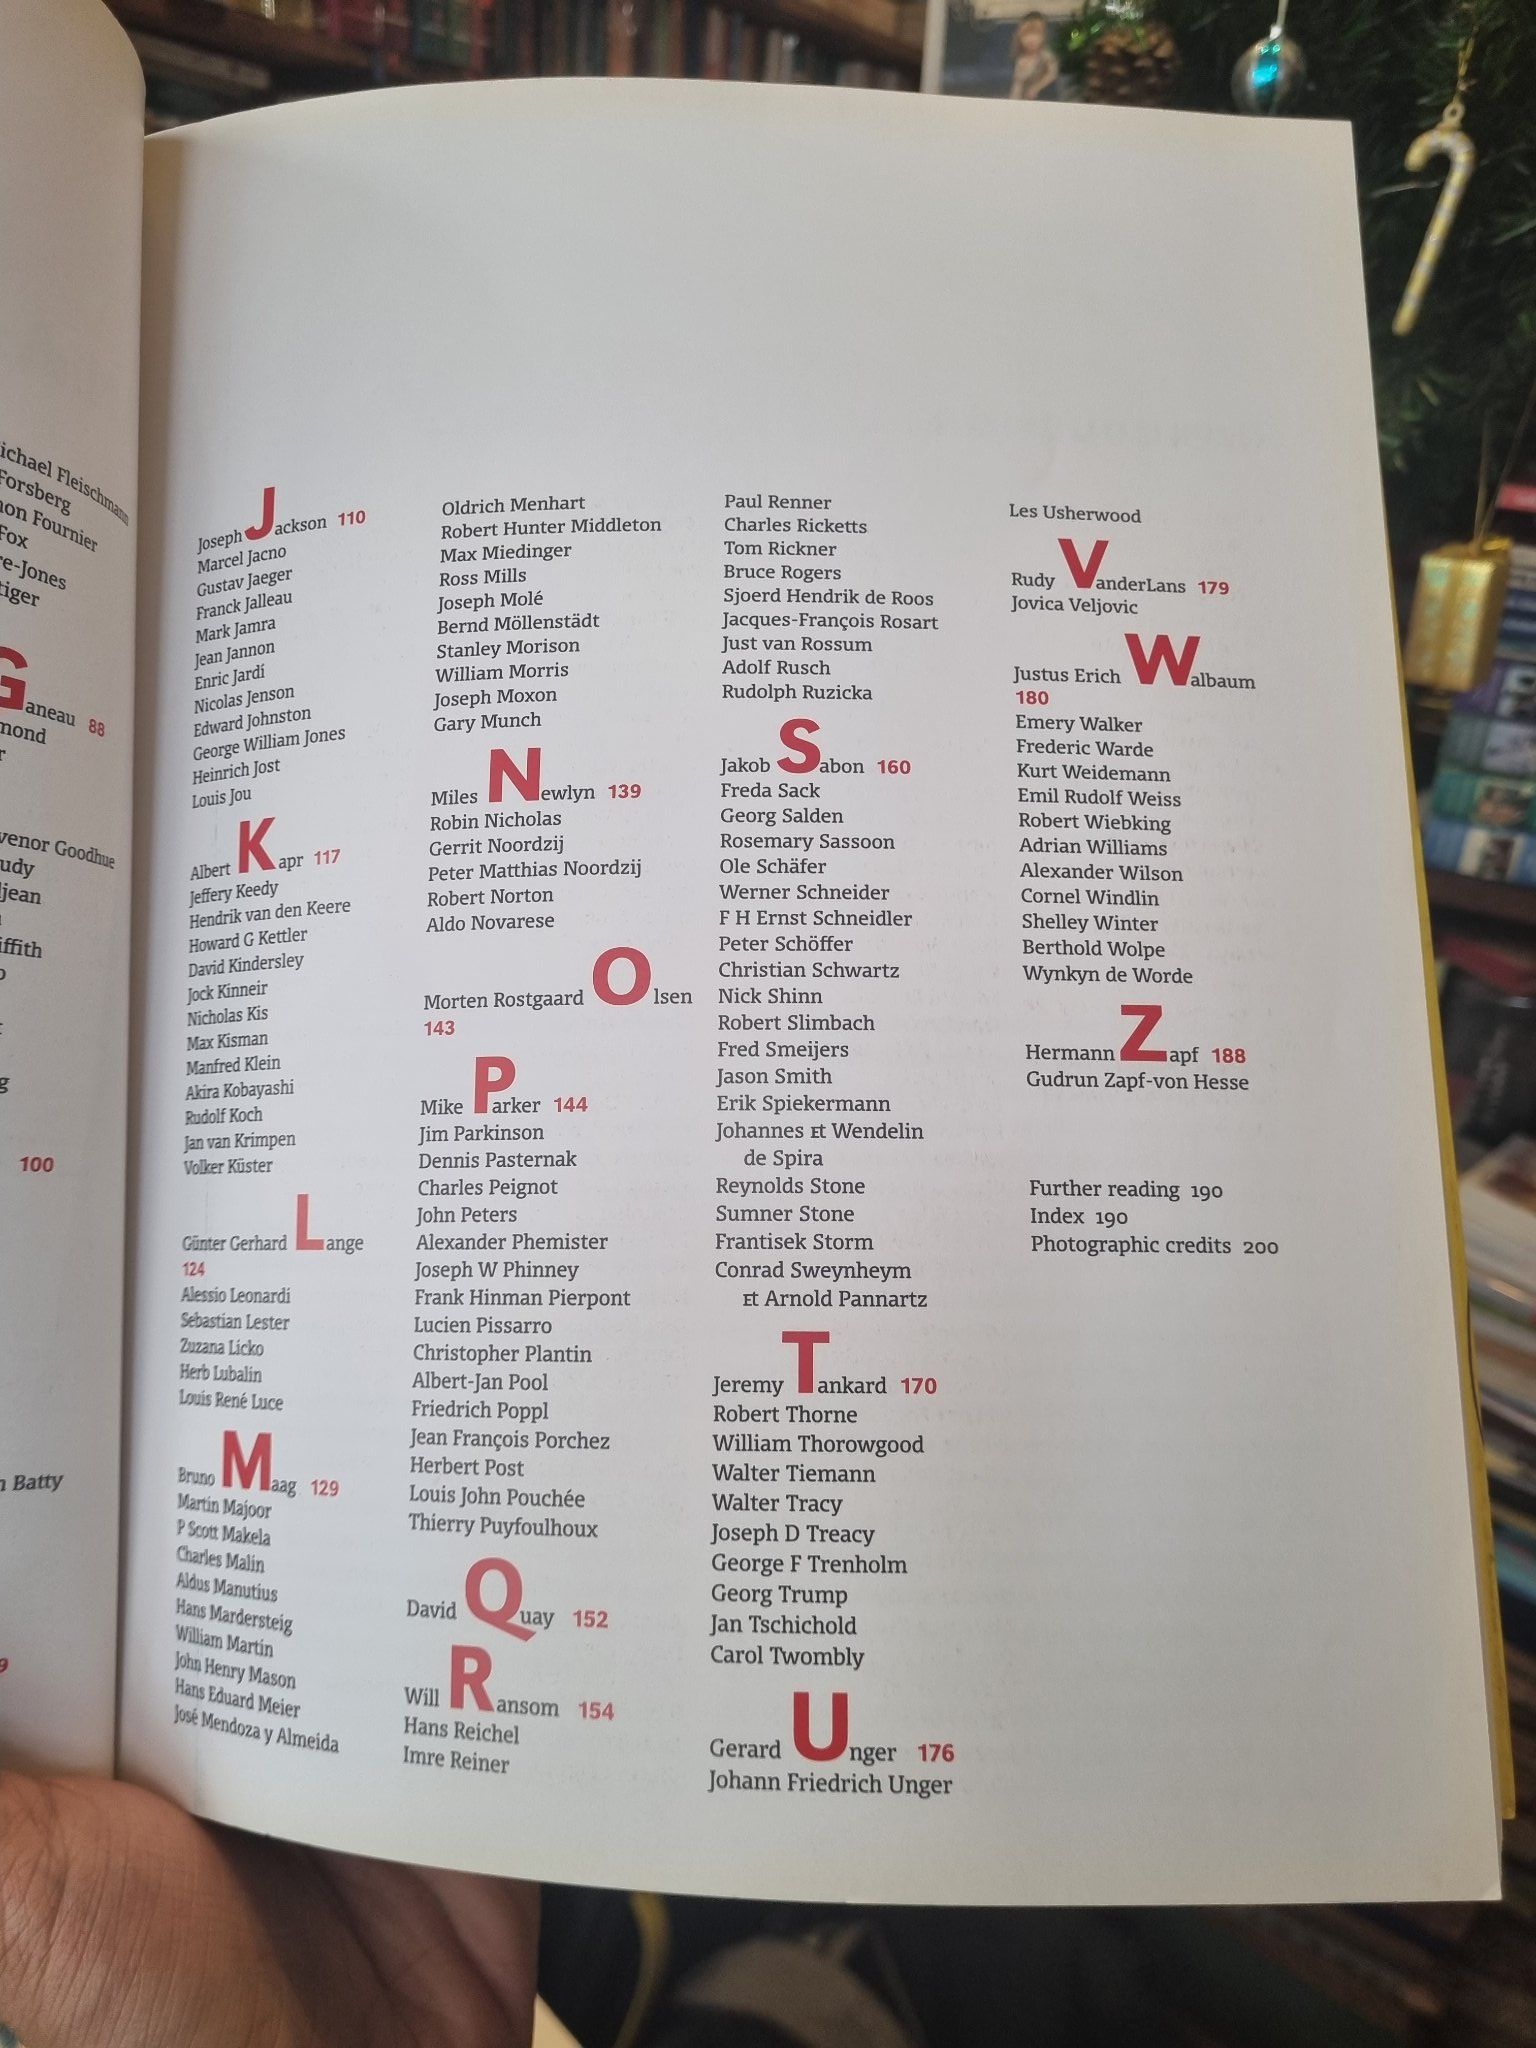 Fleischmann
Forsberg
Fournier
Fox
Ganeau 88
Goodhue
100
Batty
Joseph Jackson 110
Marcel Jacno
Gustav Jaeger
Franck Jalleau
Mark Jamra
Jean Jannon
Enric Jardí
Nicolas Jenson
Edward Johnston
George William Jones
Heinrich Jost
Louis Jou
Albert Kapr 117
Jeffery Keedy
Hendrik van den Keere
Howard G Kettler
David Kindersley
Jock Kinneir
Nicholas Kis
Max Kisman
Manfred Klein
Akira Kobayashi
Rudolf Koch
Jan van Krimpen
Volker Küster
Günter Gerhard Lange
124
Alessio Leonardi
Sebastian Lester
Zuzana Licko
Herb Lubalin
Louis René Luce
Bruno Maag 129
Martin Majoor
P Scott Makela
Charles Malin
Aldus Manutius
Hans Mardersteig
William Martin
John Henry Mason
Hans Eduard Meier
José Mendoza y Almeida
Oldrich Menhart
Robert Hunter Middleton
Max Miedinger
Ross Mills
Joseph Molé
Bernd Möllenstädt
Stanley Morison
William Morris
Joseph Moxon
Gary Munch
Miles Newlyn 139
Robin Nicholas
Gerrit Noordzij
Peter Matthias Noordzij
Robert Norton
Aldo Novarese
Morten Rostgaard Olsen
143
Mike Parker 144
Jim Parkinson
Dennis Pasternak
Charles Peignot
John Peters
Alexander Phemister
Joseph W Phinney
Frank Hinman Pierpont
Lucien Pissarro
Christopher Plantin
Albert-Jan Pool
Friedrich Poppl
Jean François Porchez
Herbert Post
Louis John Pouchée
Thierry Puyfoulhoux
David Quay 152
Will Ransom 154
Hans Reichel
Imre Reiner
Paul Renner
Charles Ricketts
Tom Rickner
Bruce Rogers
Sjoerd Hendrik de Roos
Jacques-François Rosart
Just van Rossum
Adolf Rusch
Rudolph Ruzicka
Jakob Sabon 160
Freda Sack
Georg Salden
Rosemary Sassoon
Ole Schäfer
Werner Schneider
F H Ernst Schneidler
Peter Schöffer
Christian Schwartz
Nick Shinn
Robert Slimbach
Fred Smeijers
Jason Smith
Erik Spiekermann
Johannes Et Wendelin
de Spira
Reynolds Stone
Sumner Stone
Frantisek Storm
Conrad Sweynheym
Et Arnold Pannartz
Jeremy Tankard 170
Robert Thorne
William Thorowgood
Walter Tiemann
Walter Tracy
Joseph D Treacy
George F Trenholm
Georg Trump
Jan Tschichold
Carol Twombly
Gerard Unger 176
Johann Friedrich Unger
Les Usherwood
Rudy VanderLans 179
Jovica Veljovic
Justus Erich Walbaum
180
Emery Walker
Frederic Warde
Kurt Weidemann
Emil Rudolf Weiss
Robert Wiebking
Adrian Williams
Alexander Wilson
Cornel Windlin
Shelley Winter
Berthold Wolpe
Wynkyn de Worde
Hermann Zapf 188
Gudrun Zapf-von Hesse
Further reading 190
Index 190
Photographic credits 200